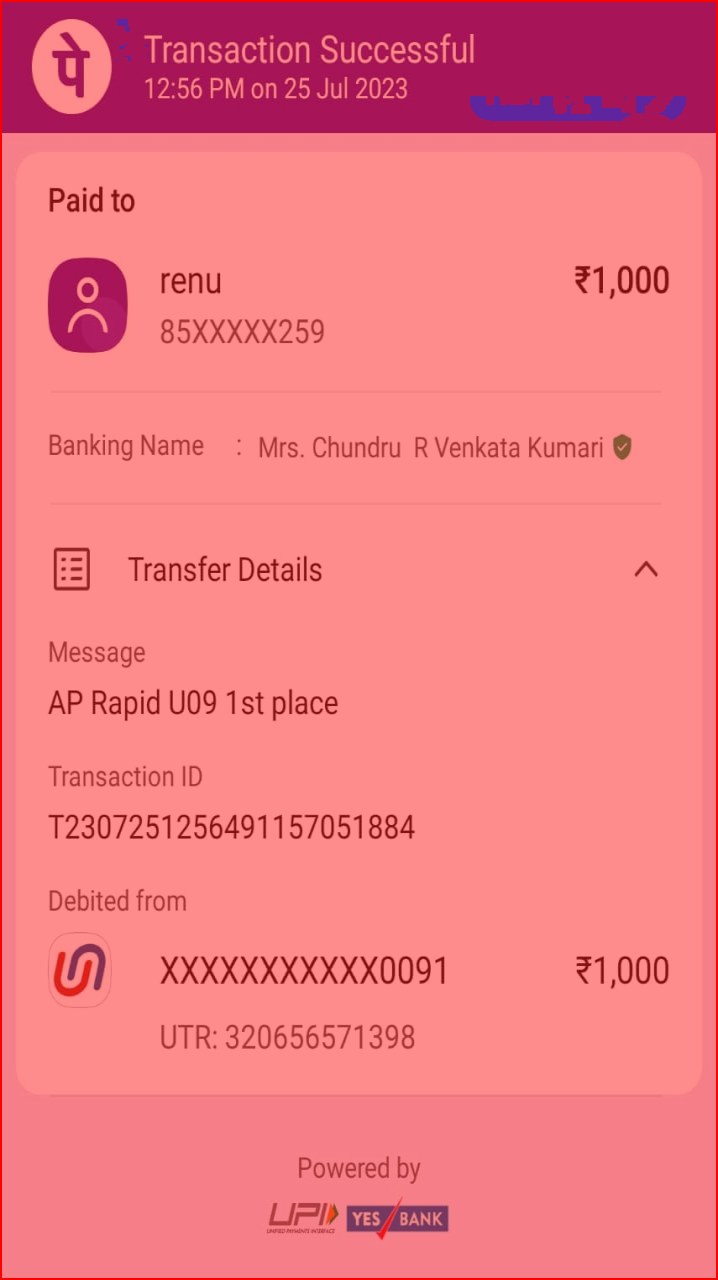 पे
Transaction Successful
12:56 PM on 25 Jul 2023
Paid to
renu ₹1,000
85XXXXX259
Banking Name : Mrs. Chundru R Venkata Kumari
Transfer Details
Message
AP Rapid U09 1st place
Transaction ID
T2307251256491157051884
Debited from
XXXXXXXXXXX0091 ₹1,000
UTR: 320656571398
Powered by
UPI YES BANK
UNIFIED PAYMENTS INTERFACE